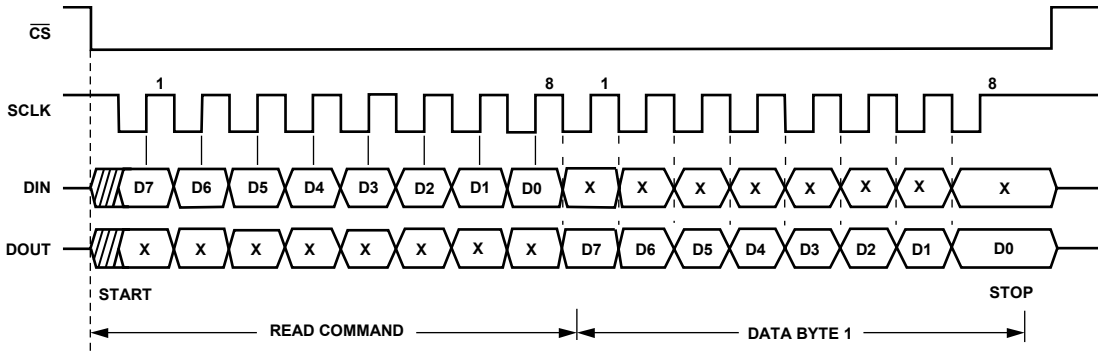 CS
SCLK 1 8 1 8
DIN D7 D6 D5 D4 D3 D2 D1 D0 X X X X X X X X
DOUT X X X X X X X X D7 D6 D5 D4 D3 D2 D1 D0
START STOP
READ COMMAND DATA BYTE 1